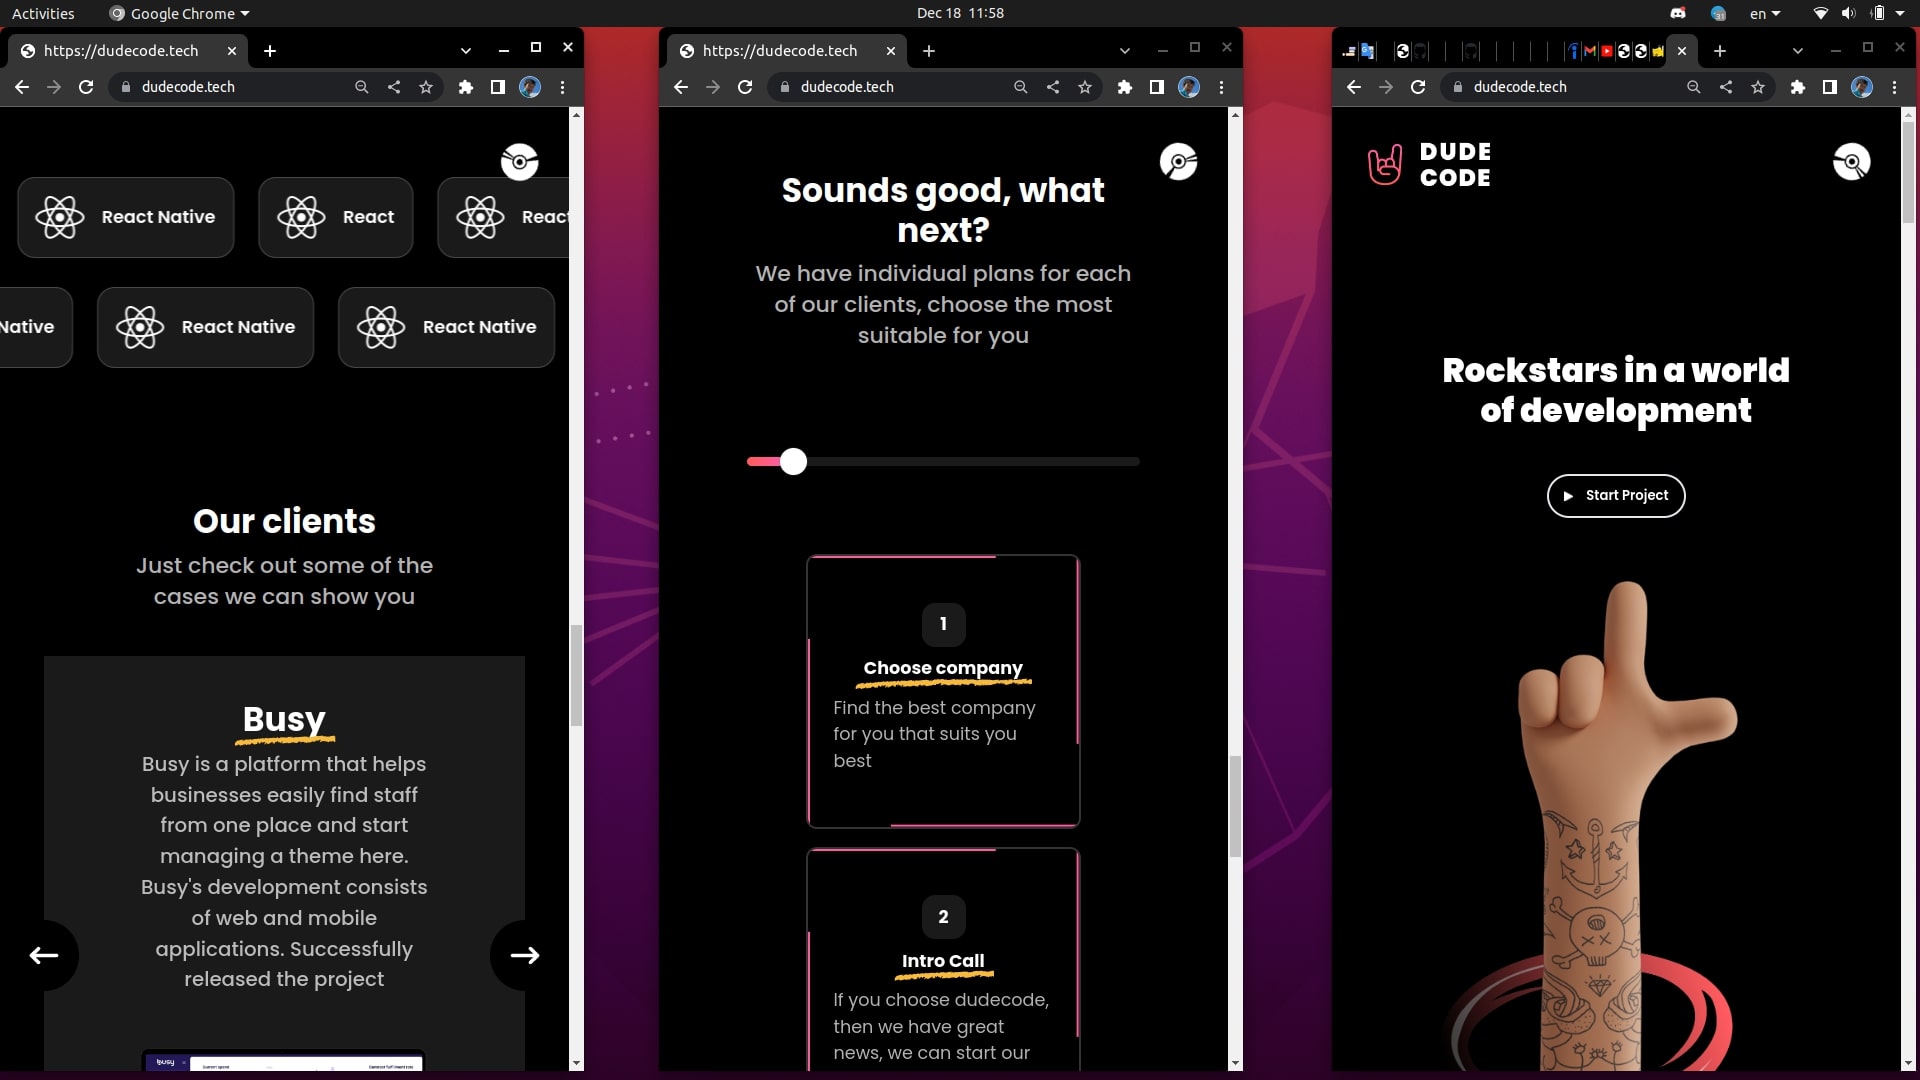 Activities
Google Chrome
Dec 18 11:58
en
https://dudecode.tech
dudecode.tech
React Native
React
React
Native
React Native
React Native
Our clients
Just check out some of the
cases we can show you
Busy
Busy is a platform that helps
businesses easily find staff
from one place and start
managing a theme here.
Busy's development consists
of web and mobile
applications. Successfully
released the project
https://dudecode.tech
dudecode.tech
Sounds good, what
next?
We have individual plans for each
of our clients, choose the most
suitable for you
1
Choose company
Find the best company
for you that suits you
best
2
Intro Call
If you choose dudecode,
then we have great
news, we can start our
dudecode.tech
DUDE
CODE
Rockstars in a world
of development
Start Project